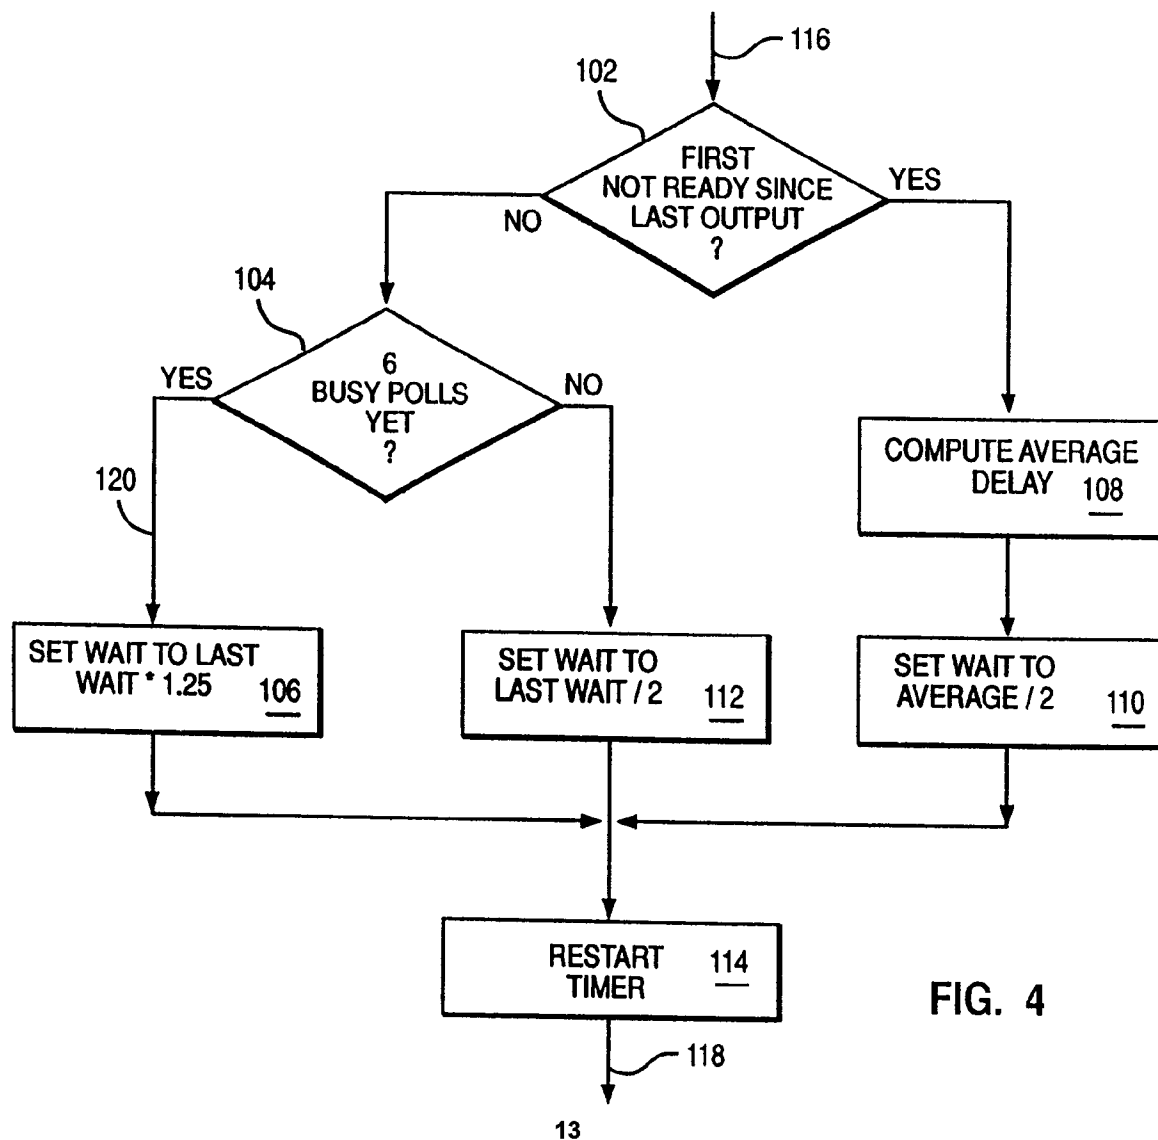 116
102
FIRST
NOT READY SINCE
LAST OUTPUT
?
NO
YES
104
6
BUSY POLLS
YET
?
YES
NO
120
COMPUTE AVERAGE
DELAY 108
SET WAIT TO LAST
WAIT * 1.25 106
SET WAIT TO
LAST WAIT / 2 112
SET WAIT TO
AVERAGE / 2 110
RESTART
TIMER 114
FIG. 4
118
13